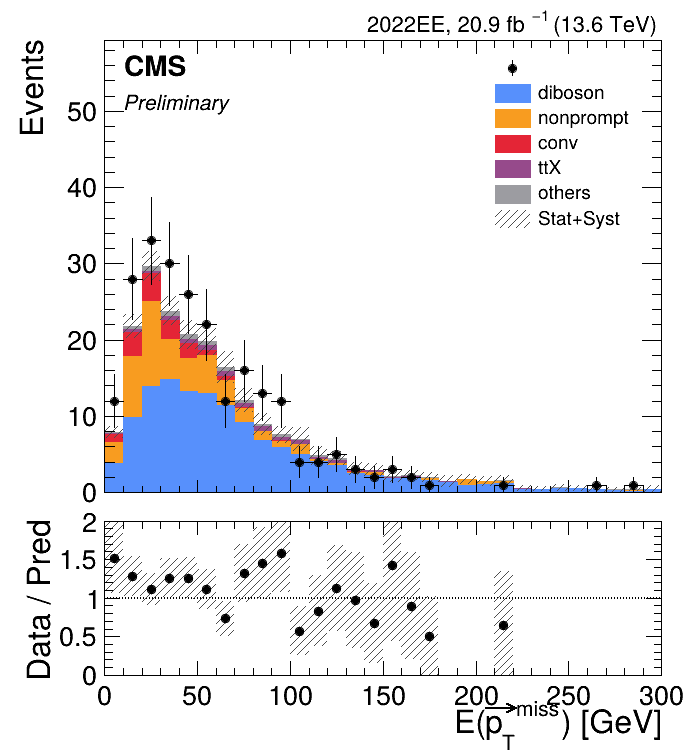 2022EE, 20.9 fb⁻¹ (13.6 TeV)
CMS
Preliminary
Events
diboson
nonprompt
conv
ttX
others
Stat+Syst
50
40
30
20
10
0
Data / Pred
2
1.5
1
0.5
0
0 50 100 150 200 250 300
E(p⃗_T^miss) [GeV]